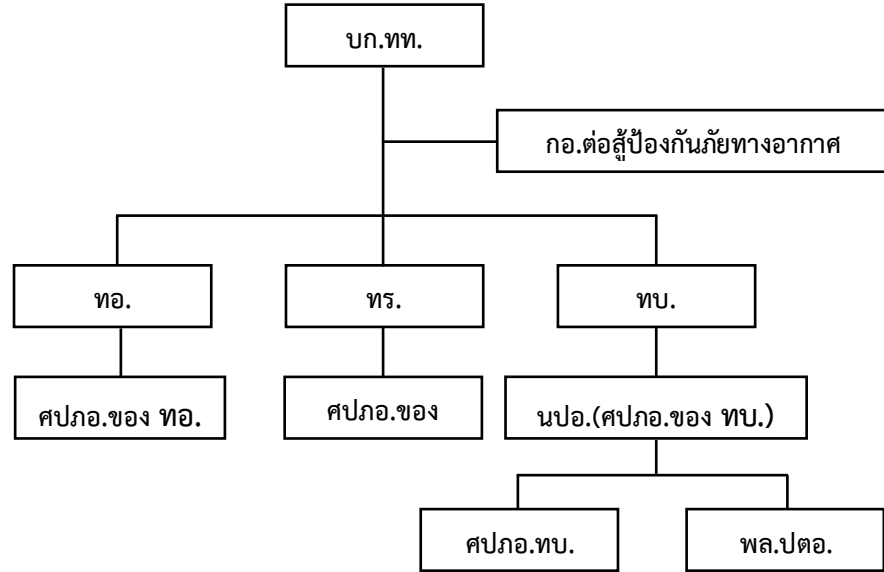 บก.ทท.
กอ.ต่อสู้ป้องกันภัยทางอากาศ
ทอ.
ทร.
ทบ.
ศปภอ.ของ ทอ.
ศปภอ.ของ
นปอ.(ศปภอ.ของ ทบ.)
ศปภอ.ทบ.
พล.ปตอ.